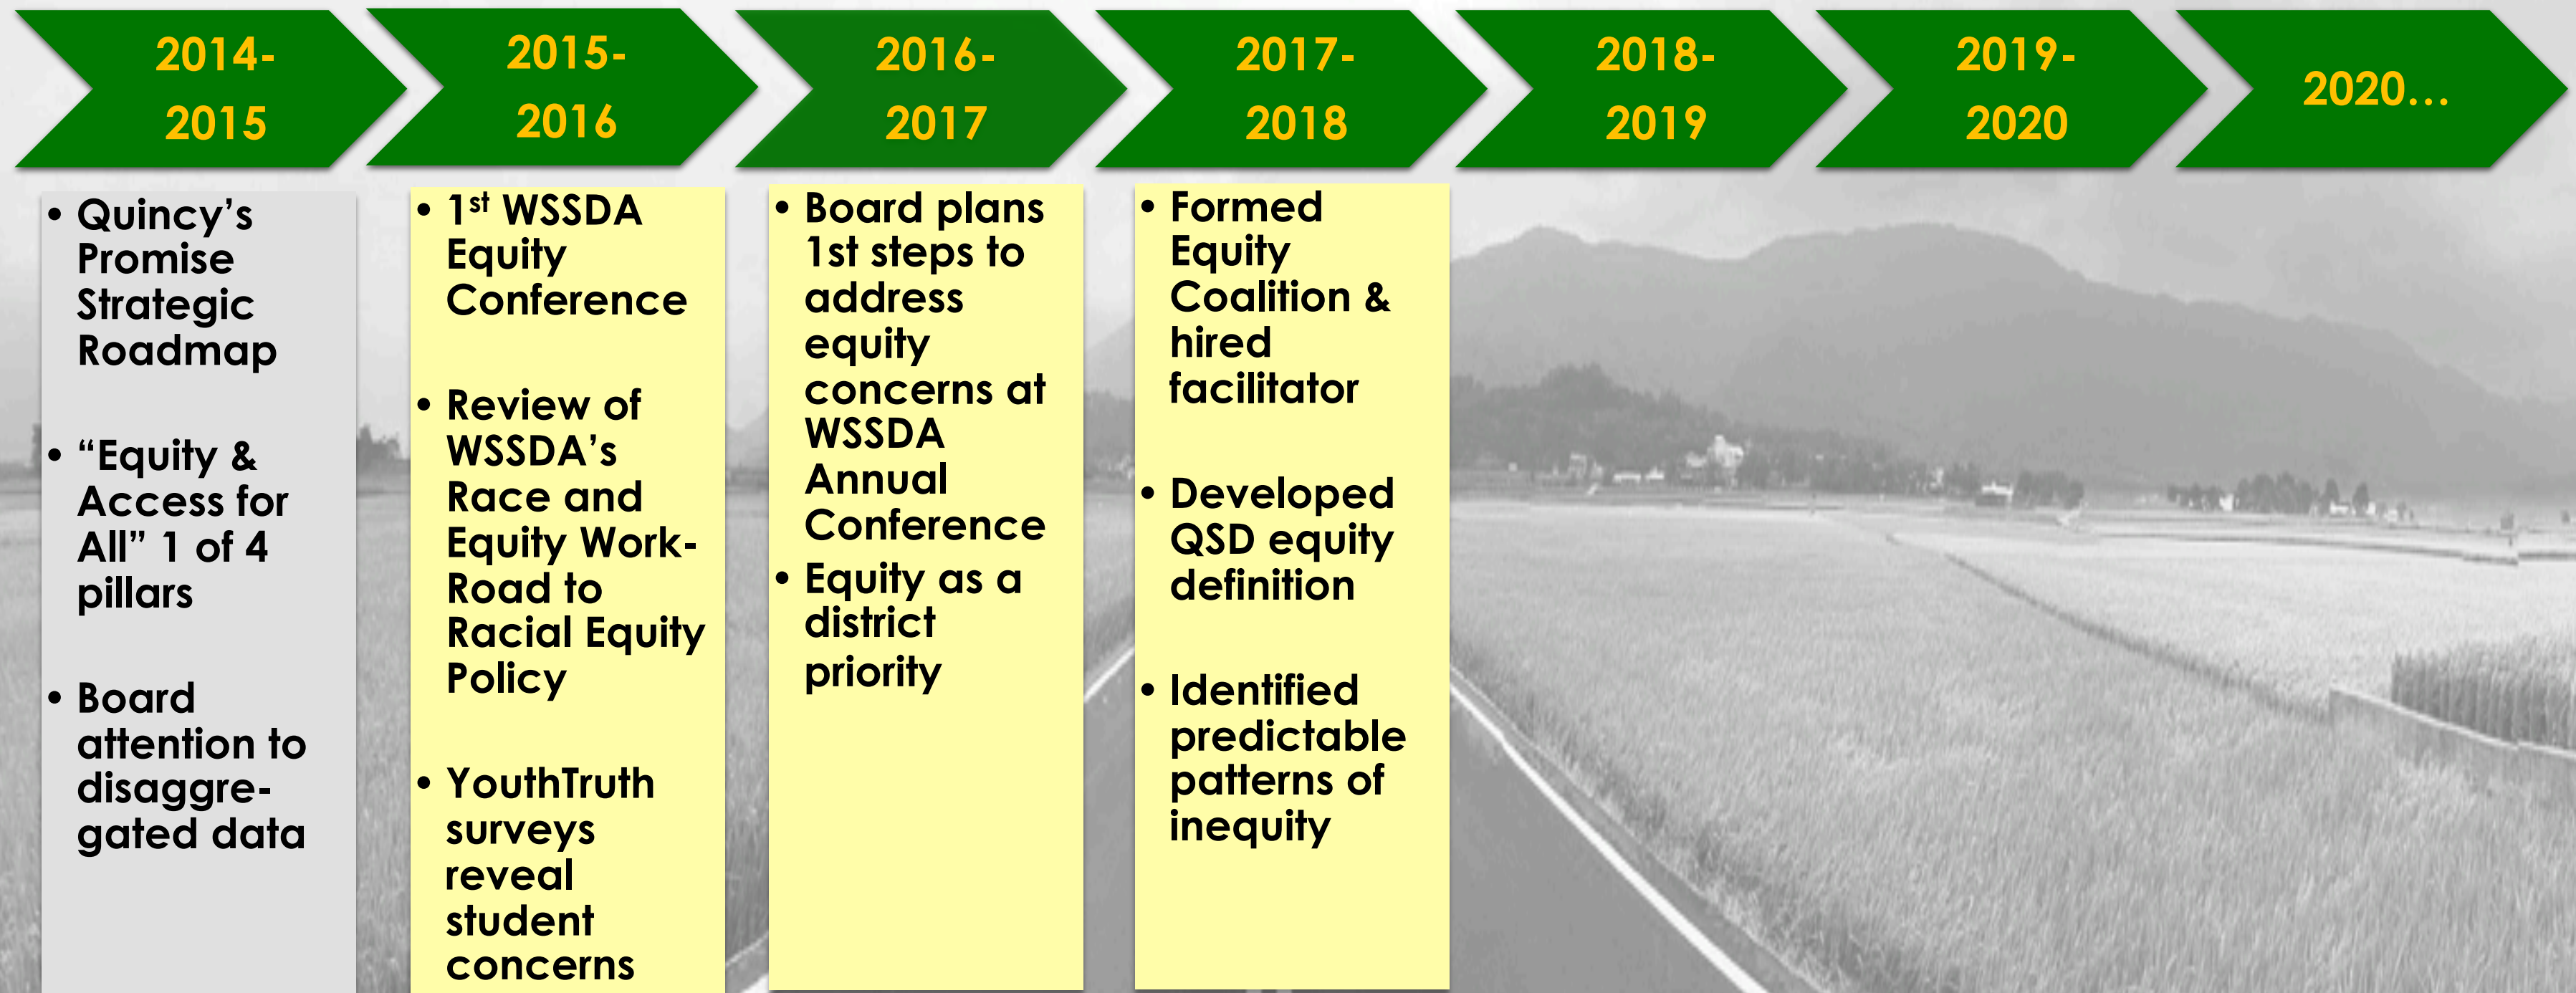 2014-
2015
2015-
2016
2016-
2017
2017-
2018
2018-
2019
2019-
2020
2020…
• Quincy’s
Promise
Strategic
Roadmap
• “Equity &
Access for
All” 1 of 4
pillars
• Board
attention to
disaggre-
gated data
• 1st WSSDA
Equity
Conference
• Review of
WSSDA’s
Race and
Equity Work-
Road to
Racial Equity
Policy
• YouthTruth
surveys
reveal
student
concerns
• Board plans
1st steps to
address
equity
concerns at
WSSDA
Annual
Conference
• Equity as a
district
priority
• Formed
Equity
Coalition &
hired
facilitator
• Developed
QSD equity
definition
• Identified
predictable
patterns of
inequity